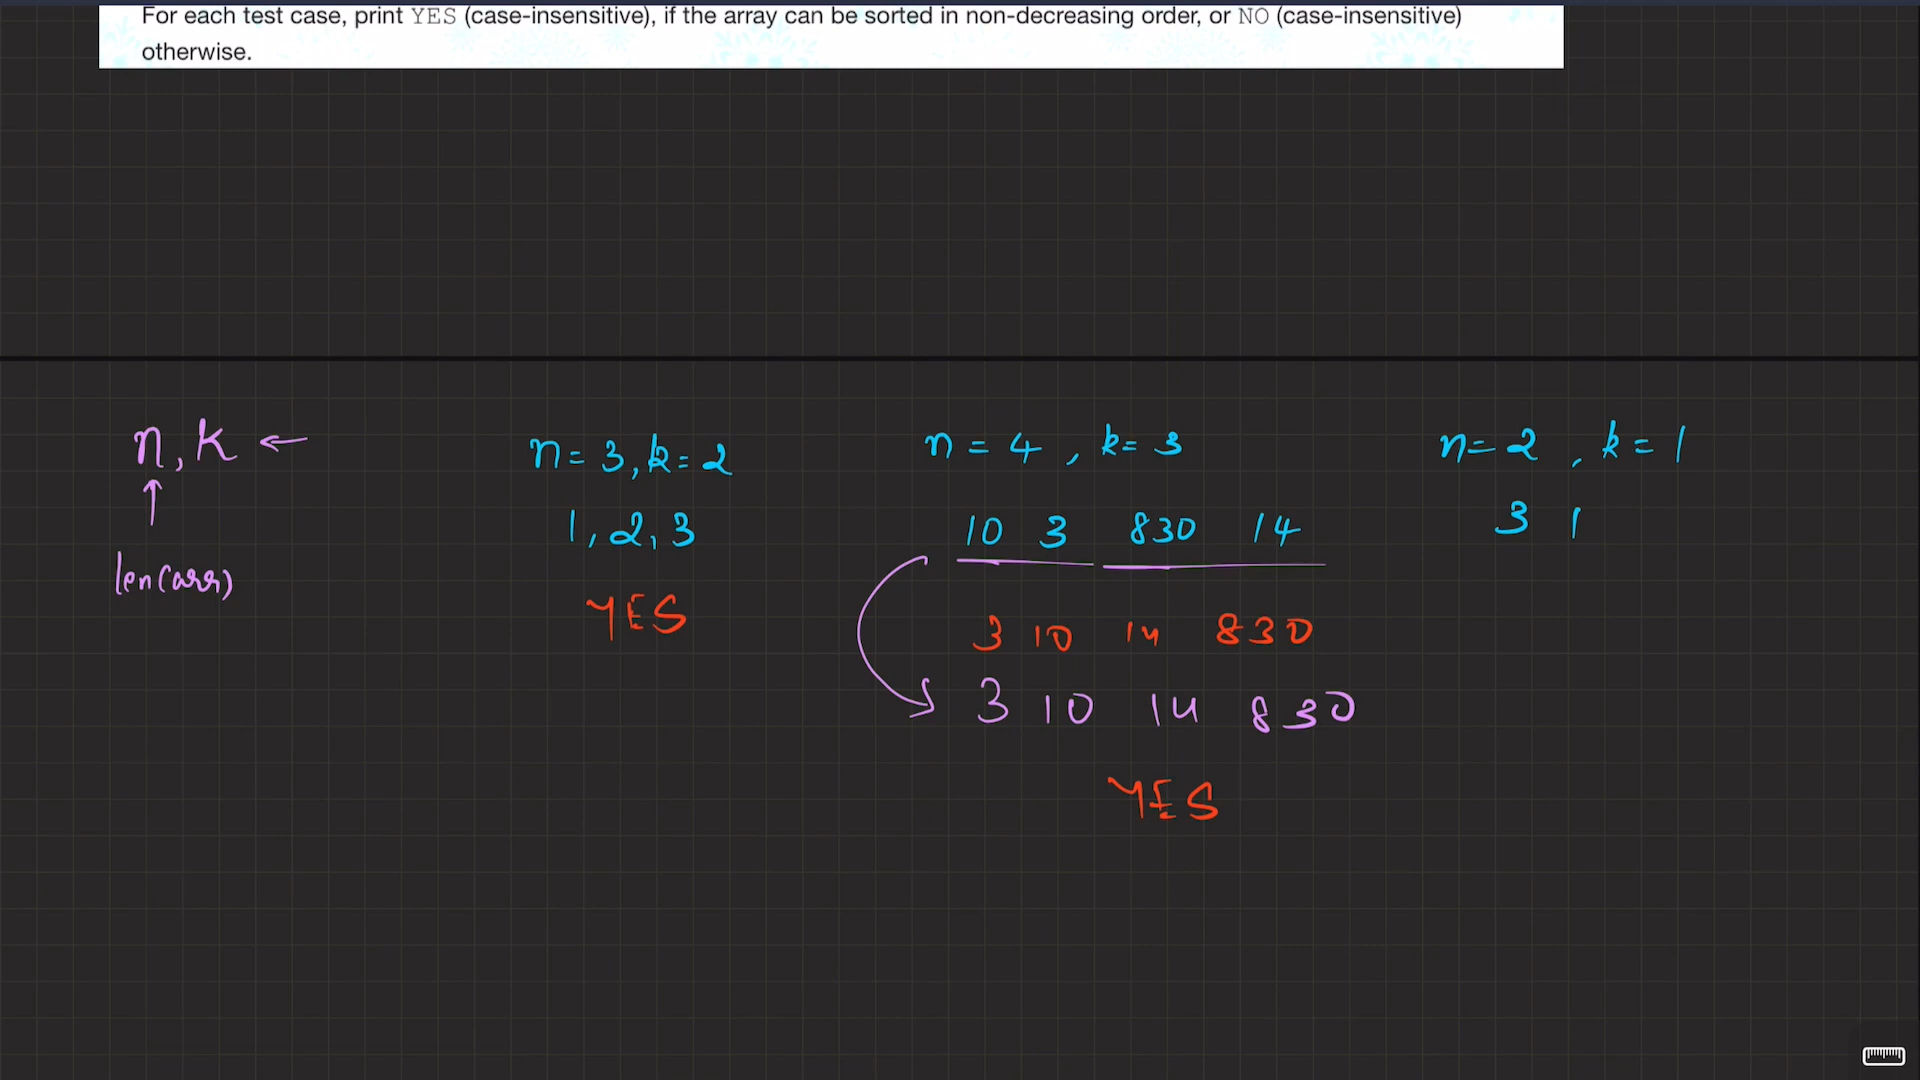 For each test case, print YES (case-insensitive), if the array can be sorted in non-decreasing order, or NO (case-insensitive)
otherwise.
n, k ←
↑
len(arr)
n = 3, k = 2
1, 2, 3
YES
n = 4 , k = 3
10 3 830 14
3 10 14 830
3 10 14 830
YES
n = 2 , k = 1
3 1